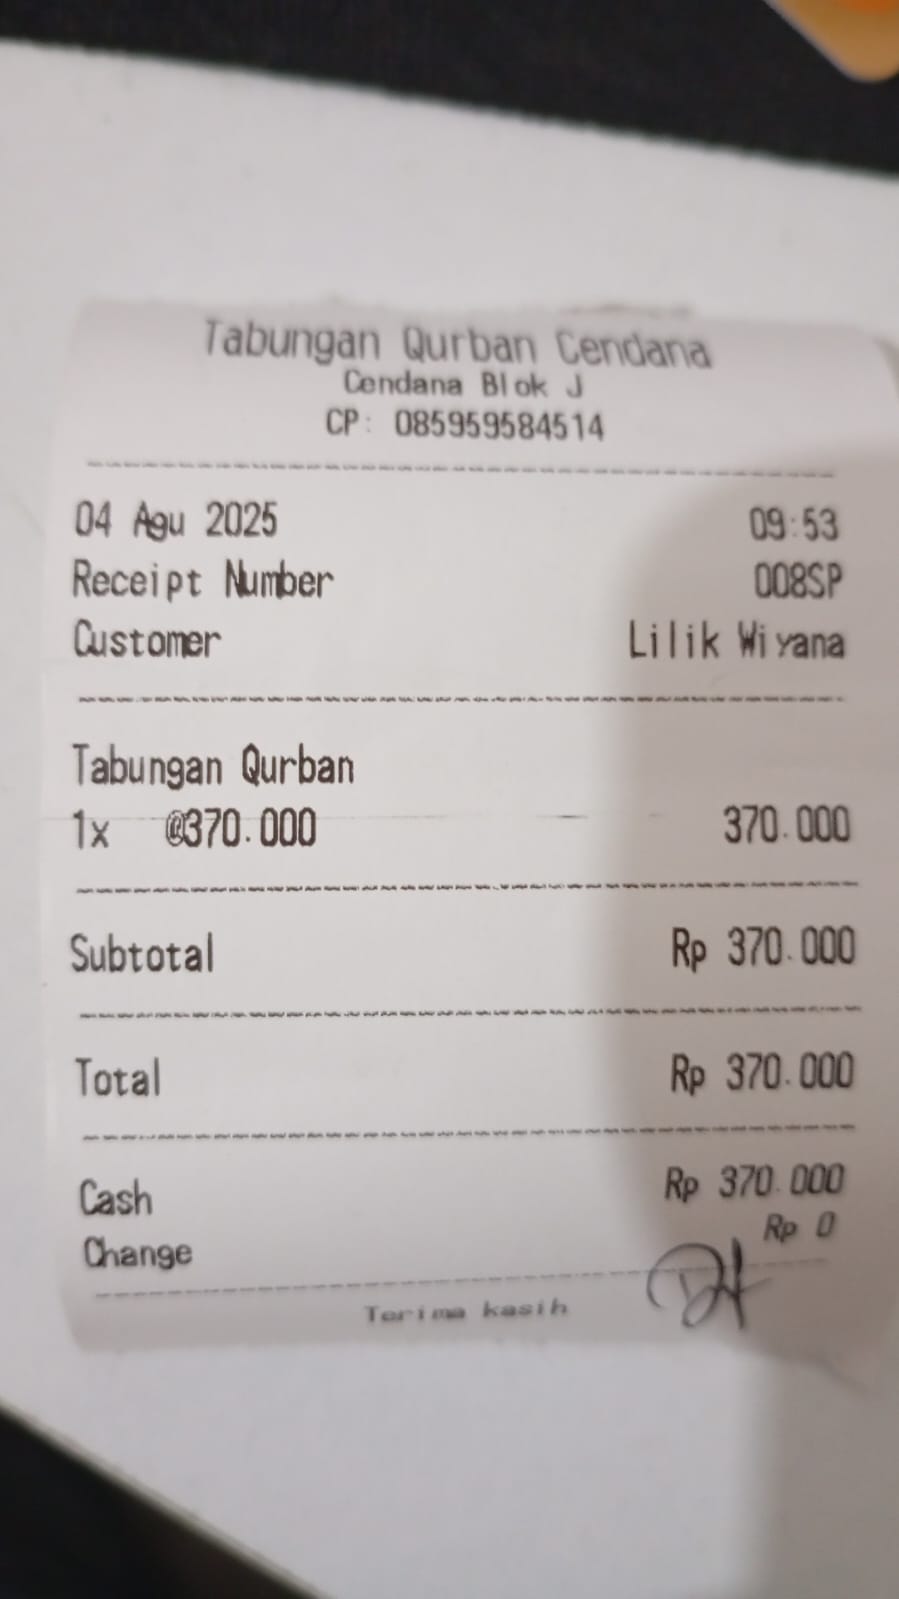 Tabungan Qurban Cendana
Cendana Blok J
CP: 085959584514
04 Agu 2025 09:53
Receipt Number 008SP
Customer Lilik Wiyana
Tabungan Qurban
1x @370.000 370.000
Subtotal Rp 370.000
Total Rp 370.000
Cash Rp 370.000
Change Rp 0
Terima kasih